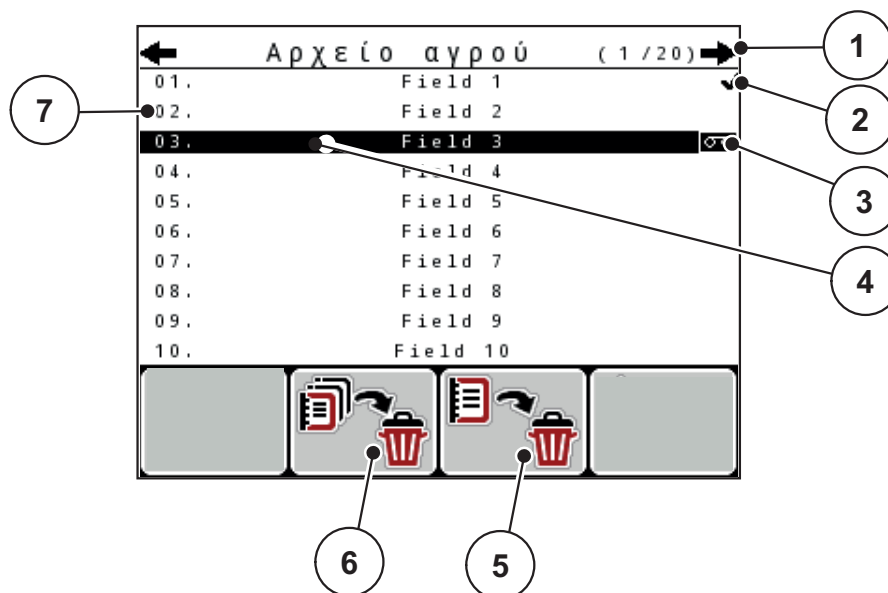 Αρχείο αγρού (1/20)
01. Field 1
02. Field 2
03. Field 3
04. Field 4
05. Field 5
06. Field 6
07. Field 7
08. Field 8
09. Field 9
10. Field 10
1
2
3
4
5
6
7